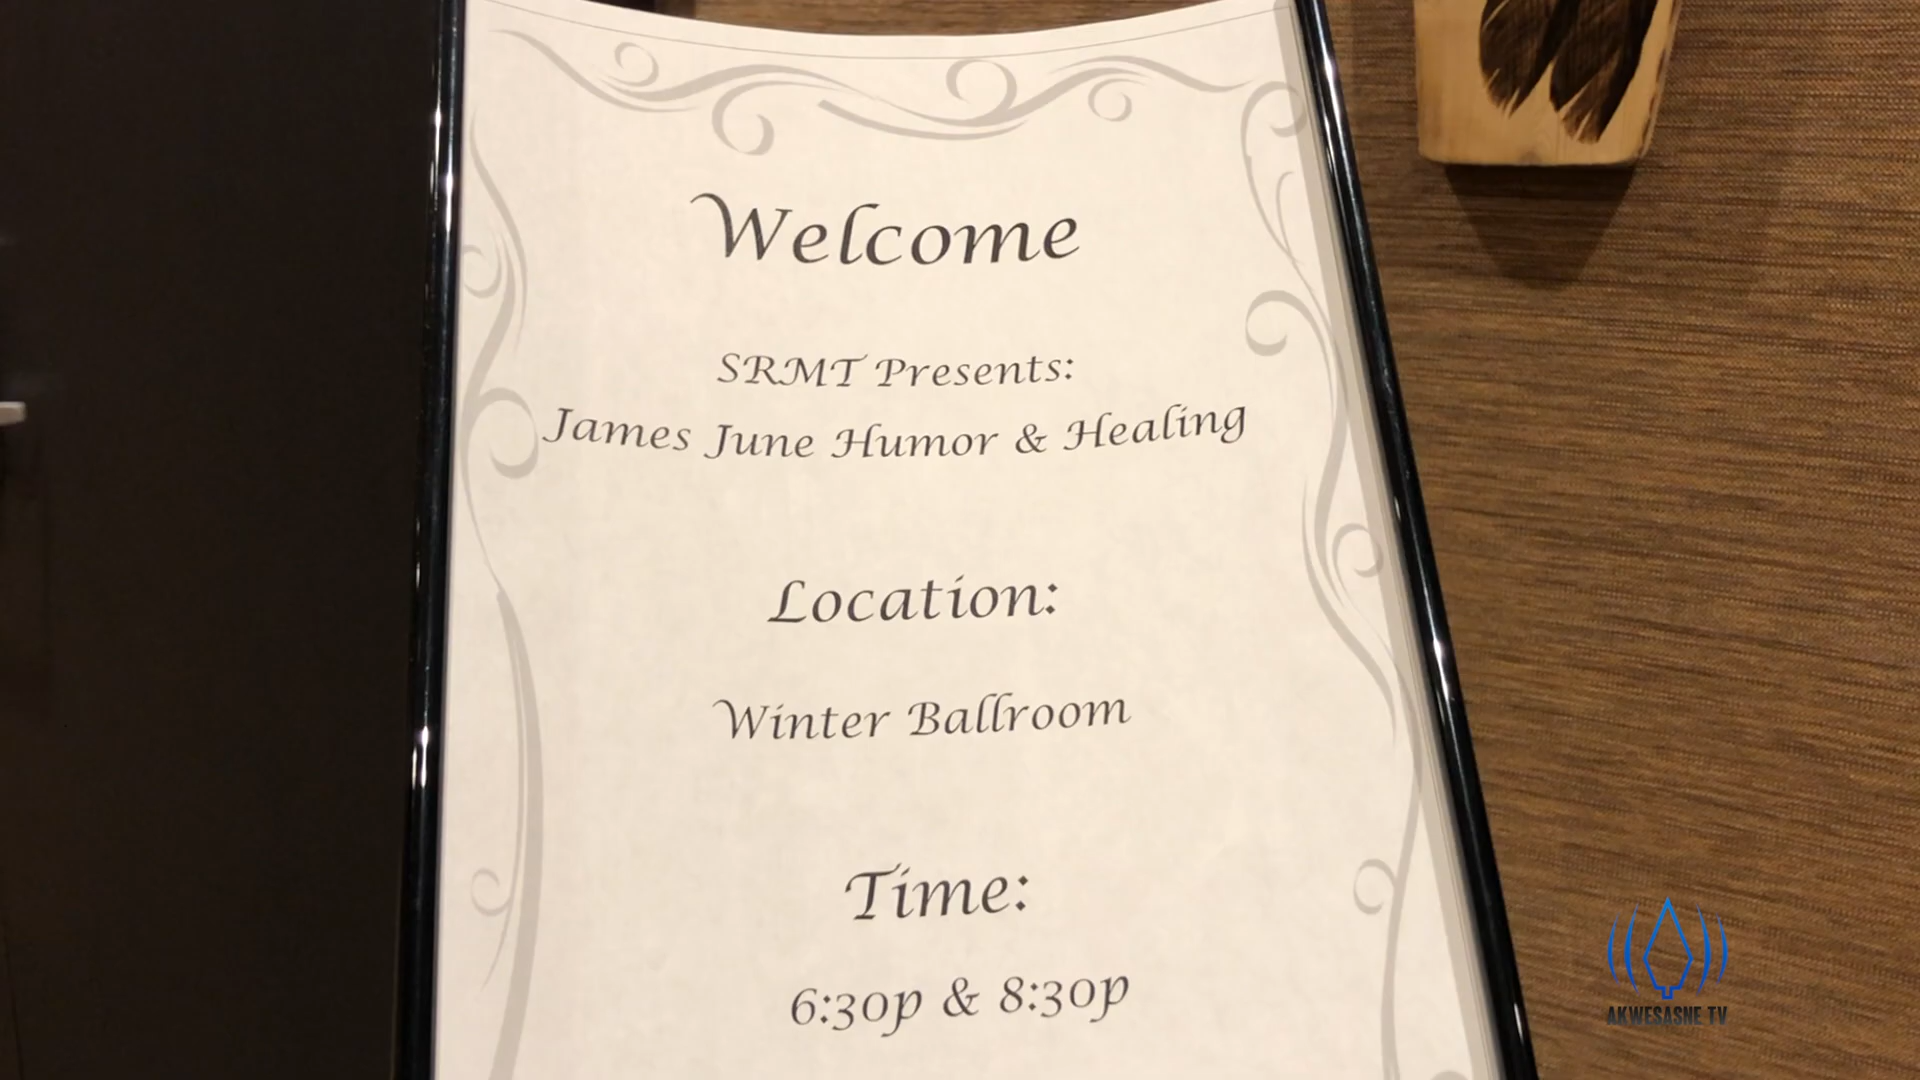 Welcome
SRMT Presents:
James June Humor & Healing
Location:
Winter Ballroom
Time:
6:30p & 8:30p
AKWESASNE TV